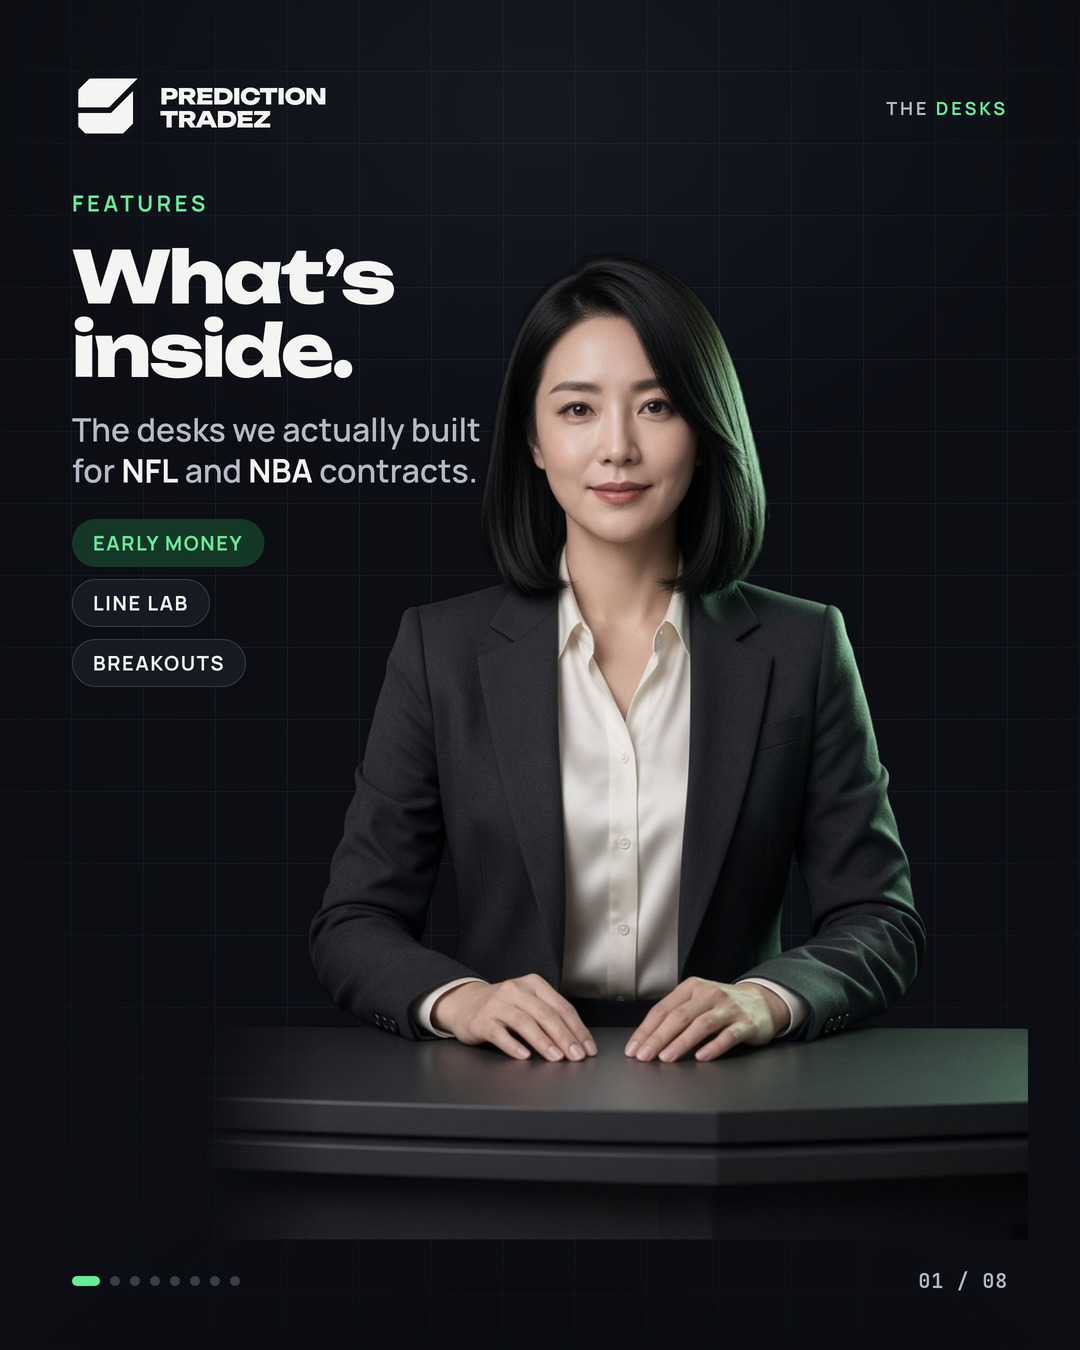 PREDICTION
TRADEZ
THE DESKS
FEATURES
What’s
inside.
The desks we actually built
for NFL and NBA contracts.
EARLY MONEY
LINE LAB
BREAKOUTS
01 / 08